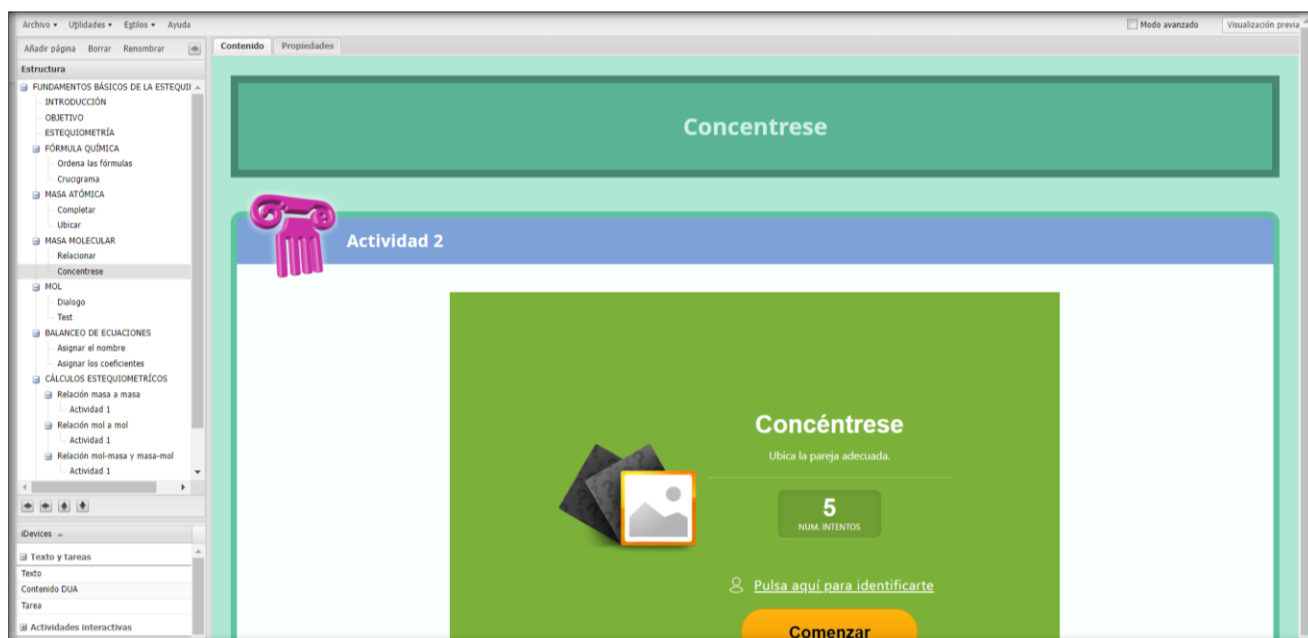 Archivo Utilidades Estilos Ayuda
Modo avanzado
Visualización previa
Añadir página Borrar Renombrar
Contenido Propiedades
Estructura
FUNDAMENTOS BÁSICOS DE LA ESTEQUI
INTRODUCCIÓN
OBJETIVO
ESTEQUIOMETRÍA
FÓRMULA QUÍMICA
Ordena las fórmulas
Crucigrama
MASA ATÓMICA
Completar
Ubicar
MASA MOLECULAR
Relacionar
Concentrese
MOL
Dialogo
Test
BALANCEO DE ECUACIONES
Asignar el nombre
Asignar los coeficientes
CÁLCULOS ESTEQUIOMETRÍCOS
Relación masa a masa
Actividad 1
Relación mol a mol
Actividad 1
Relación mol-masa y masa-mol
Actividad 1
iDevices
Texto y tareas
Texto
Contenido DUA
Tarea
Actividades interactivas
Concentrese
Actividad 2
Concéntrese
Ubica la pareja adecuada.
5
NUM. INTENTOS
Pulsa aquí para identificarte
Comenzar